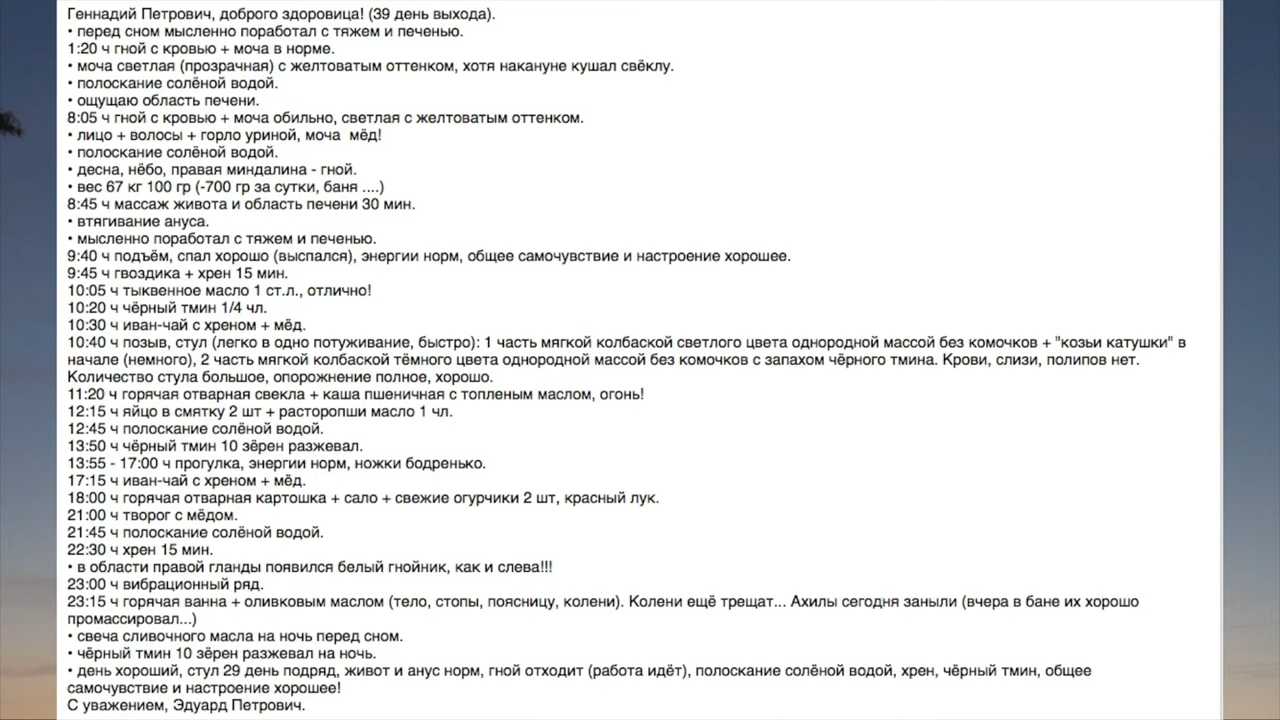 Геннадий Петрович, доброго здоровица! (39 день выхода).
• перед сном мысленно поработал с тяжем и печенью.
1:20 ч гной с кровью + моча в норме.
• моча светлая (прозрачная) с желтоватым оттенком, хотя накануне кушал свёклу.
• полоскание солёной водой.
• ощущаю область печени.
8:05 ч гной с кровью + моча обильно, светлая с желтоватым оттенком.
• лицо + волосы + горло уриной, моча  мёд!
• полоскание солёной водой.
• десна, нёбо, правая миндалина - гной.
• вес 67 кг 100 гр (-700 гр за сутки, баня ....)
8:45 ч массаж живота и область печени 30 мин.
• втягивание ануса.
• мысленно поработал с тяжем и печенью.
9:40 ч подъём, спал хорошо (выспался), энергии норм, общее самочувствие и настроение хорошее.
9:45 ч гвоздика + хрен 15 мин.
10:05 ч тыквенное масло 1 ст.л., отлично!
10:20 ч чёрный тмин 1/4 чл.
10:30 ч иван-чай с хреном + мёд.
10:40 ч позыв, стул (легко в одно потуживание, быстро): 1 часть мягкой колбаской светлого цвета однородной массой без комочков + "козьи катушки" в
начале (немного), 2 часть мягкой колбаской тёмного цвета однородной массой без комочков с запахом чёрного тмина. Крови, слизи, полипов нет.
Количество стула большое, опорожнение полное, хорошо.
11:20 ч горячая отварная свекла + каша пшеничная с топленым маслом, огонь!
12:15 ч яйцо в смятку 2 шт + расторопши масло 1 чл.
12:45 ч полоскание солёной водой.
13:50 ч чёрный тмин 10 зёрен разжевал.
13:55 - 17:00 ч прогулка, энергии норм, ножки бодренько.
17:15 ч иван-чай с хреном + мёд.
18:00 ч горячая отварная картошка + сало + свежие огурчики 2 шт, красный лук.
21:00 ч творог с мёдом.
21:45 ч полоскание солёной водой.
22:30 ч хрен 15 мин.
• в области правой гланды появился белый гнойник, как и слева!!!
23:00 ч вибрационный ряд.
23:15 ч горячая ванна + оливковым маслом (тело, стопы, поясницу, колени). Колени ещё трещат... Ахилы сегодня заныли (вчера в бане их хорошо
промассировал...)
• свеча сливочного масла на ночь перед сном.
• чёрный тмин 10 зёрен разжевал на ночь.
• день хороший, стул 29 день подряд, живот и анус норм, гной отходит (работа идёт), полоскание солёной водой, хрен, чёрный тмин, общее
самочувствие и настроение хорошее!
С уважением, Эдуард Петрович.